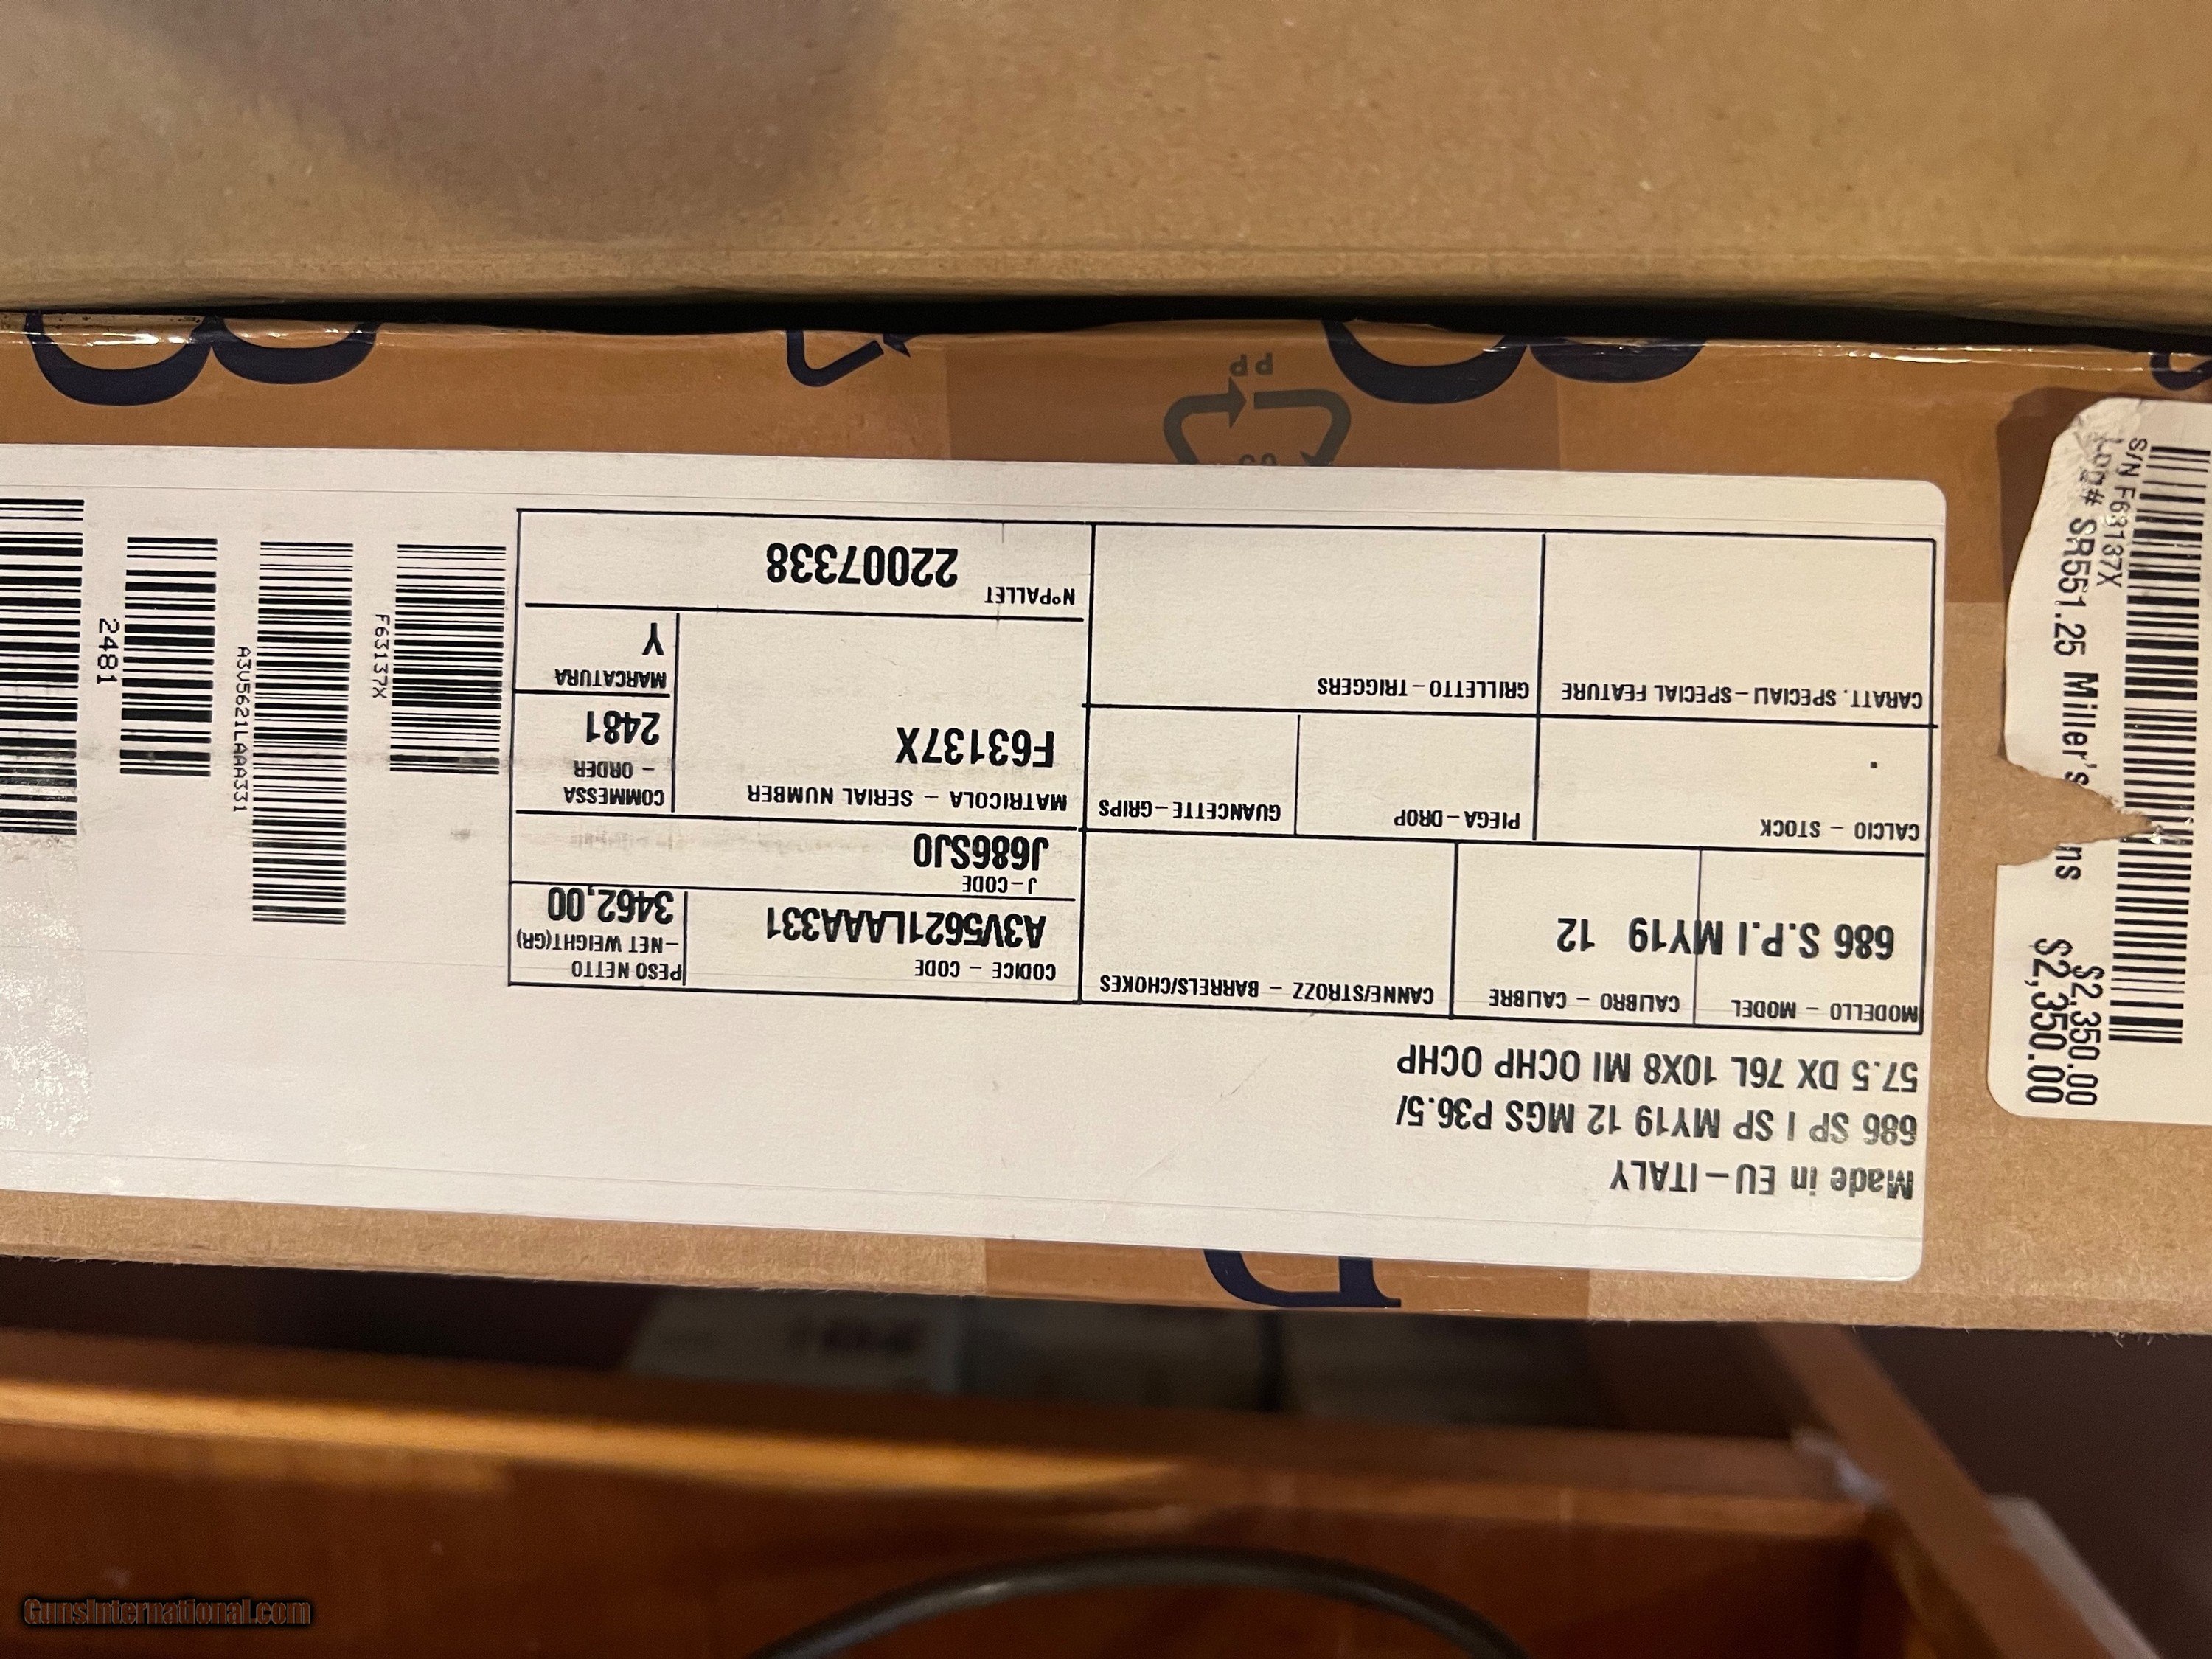 Made in EU-ITALY
686 SP I SP MY19 12 MGS P36.5/
57.5 DX 76L 10X8 MI OCHP OCHP
MODELLO - MODEL
686 S.P.I MY19
CALIBRO - CALIBRE
12
CANNE/STROZZ - BARRELS/CHOKES
CODICE - CODE
A3V5621LAAA331
PESO NETTO
-NET WEIGHT(GR)
3462,00
J-CODE
J686SJ0
CALCIO - STOCK
.
PIEGA-DROP
GUANCETTE-GRIPS
MATRICOLA - SERIAL NUMBER
F63137X
COMMESSA
- ORDER
2481
CARATT. SPECIALI-SPECIAL FEATURE
GRILLETTO-TRIGGERS
MARCATURA
Y
N°PALLET
22007338
F63137X
A3V5621LAAA331
2481
PP
S/N F63137X
Log# SR551.25 Miller's ns
$2,350.00
$2,350.00
GunsInternational.com